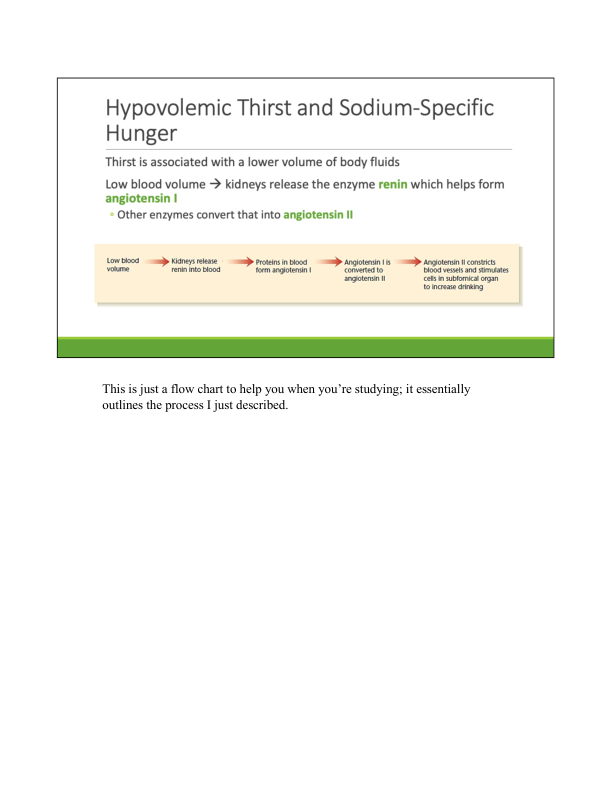 Hypovolemic Thirst and Sodium-Specific
Hunger
Thirst is associated with a lower volume of body fluids
Low blood volume → kidneys release the enzyme renin which helps form
angiotensin I
▫ Other enzymes convert that into angiotensin II
Low blood
volume
Kidneys release
renin into blood
Proteins in blood
form angiotensin I
Angiotensin I is
converted to
angiotensin II
Angiotensin II constricts
blood vessels and stimulates
cells in subfornical organ
to increase drinking
This is just a flow chart to help you when you’re studying; it essentially
outlines the process I just described.